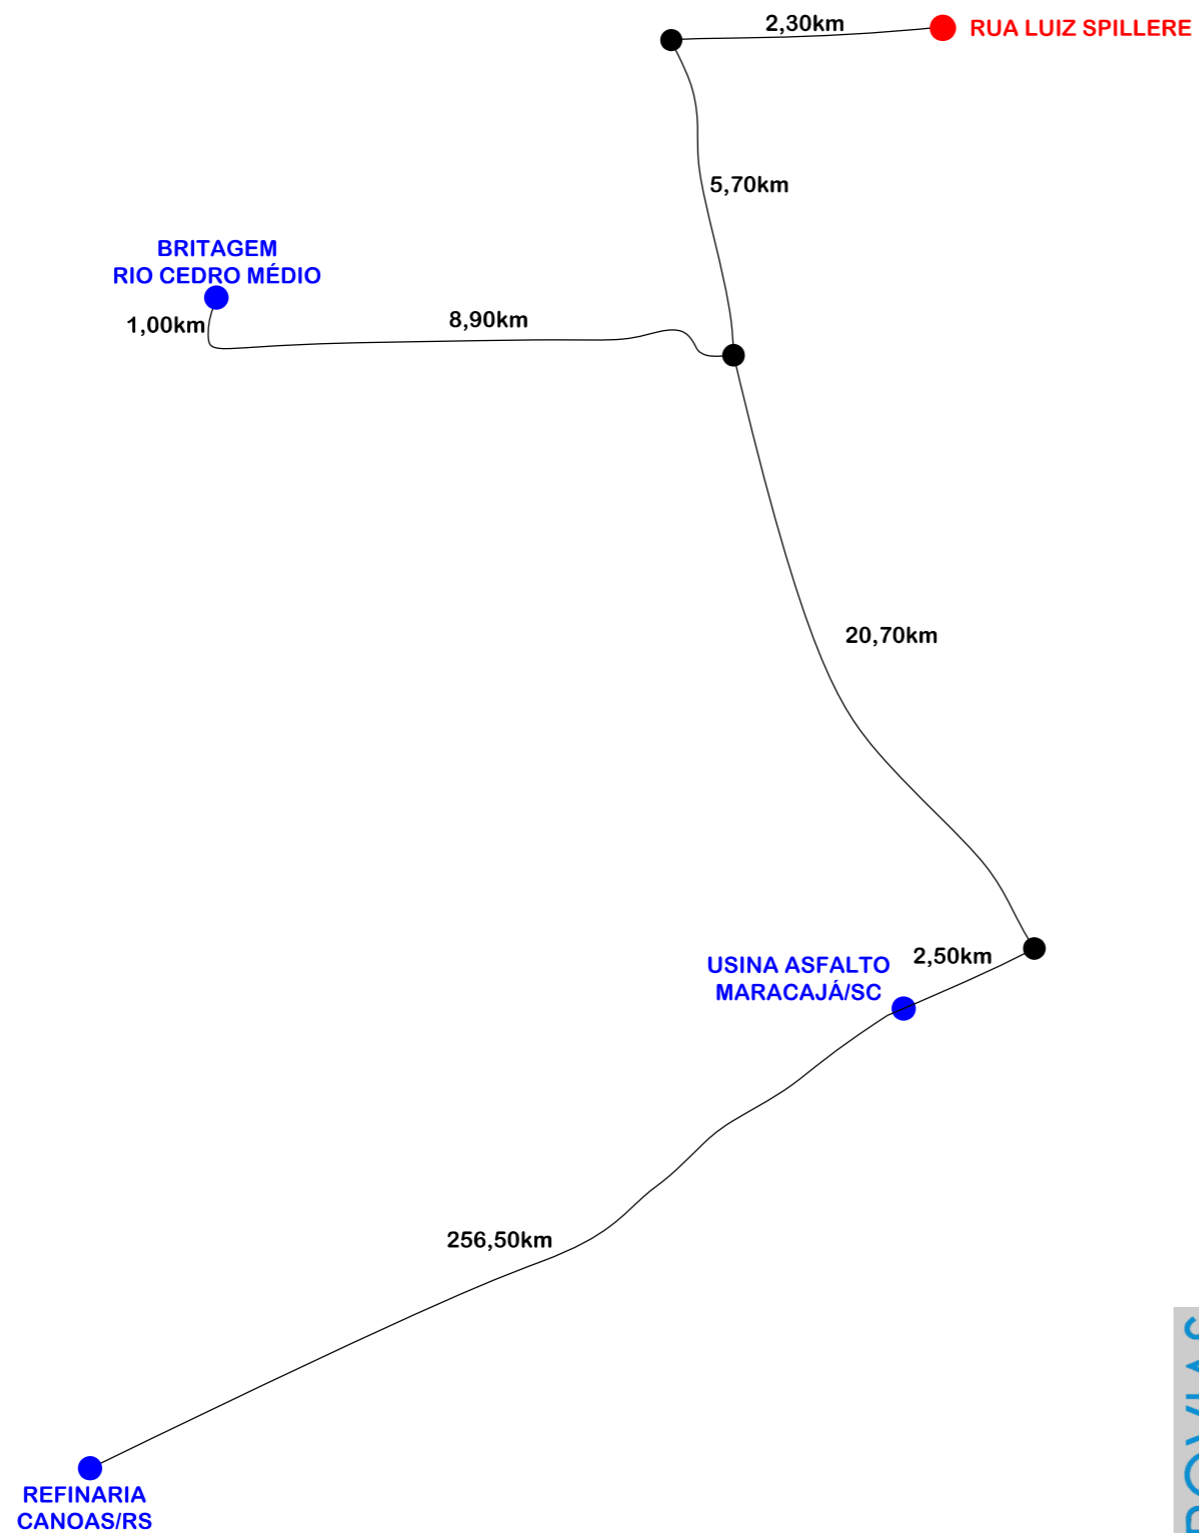 2,30km
RUA LUIZ SPILLERE
5,70km
BRITAGEM
RIO CEDRO MÉDIO
1,00km
8,90km
20,70km
USINA ASFALTO
MARACAJÁ/SC
2,50km
256,50km
REFINARIA
CANOAS/RS